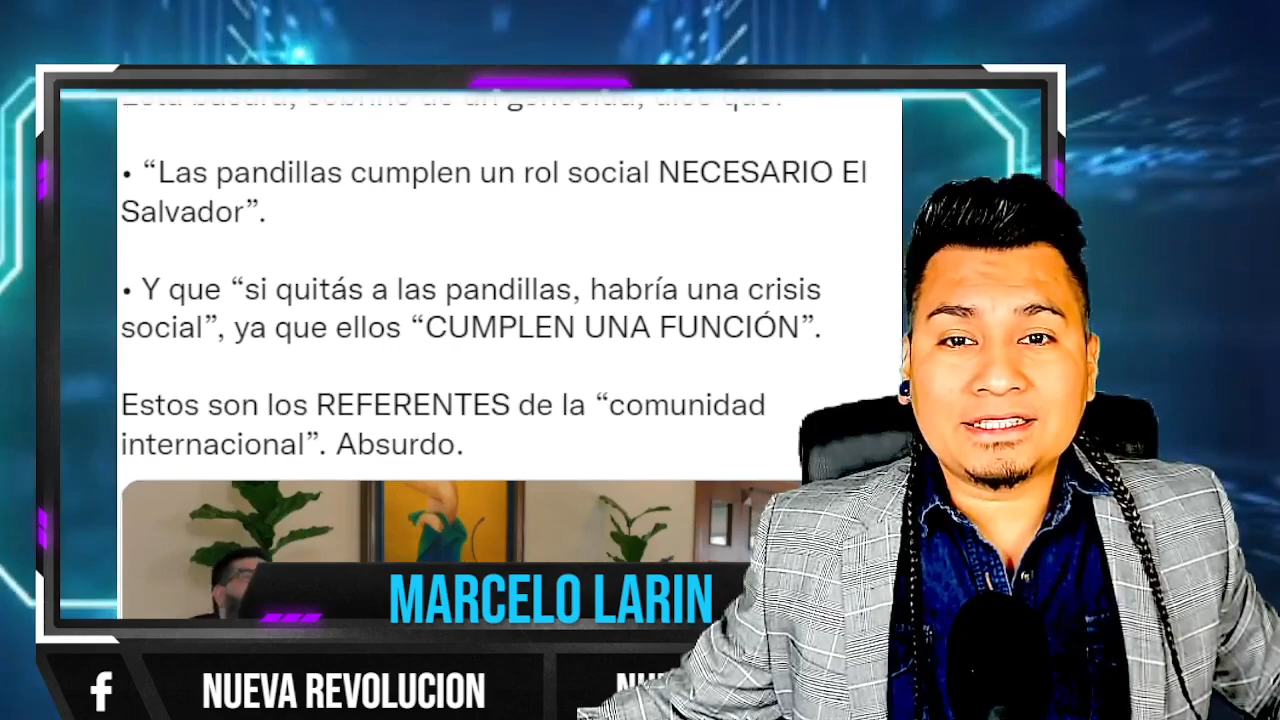 • “Las pandillas cumplen un rol social NECESARIO El
Salvador”.
• Y que “si quitás a las pandillas, habría una crisis
social”, ya que ellos “CUMPLEN UNA FUNCIÓN”.
Estos son los REFERENTES de la “comunidad
internacional”. Absurdo.
MARCELO LARIN
f NUEVA REVOLUCION